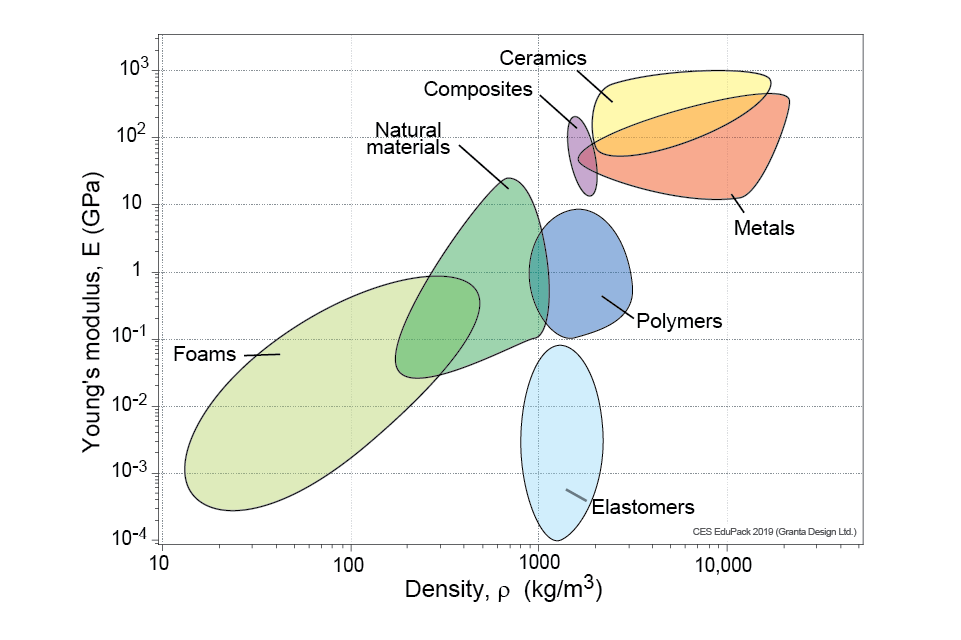 Ceramics
Composites
Natural
materials
Metals
Polymers
Foams
Elastomers
Young's modulus, E (GPa)
10³
10²
10
1
10⁻¹
10⁻²
10⁻³
10⁻⁴
CES EduPack 2019 (Granta Design Ltd.)
10 100 1000 10,000
Density, ρ (kg/m³)